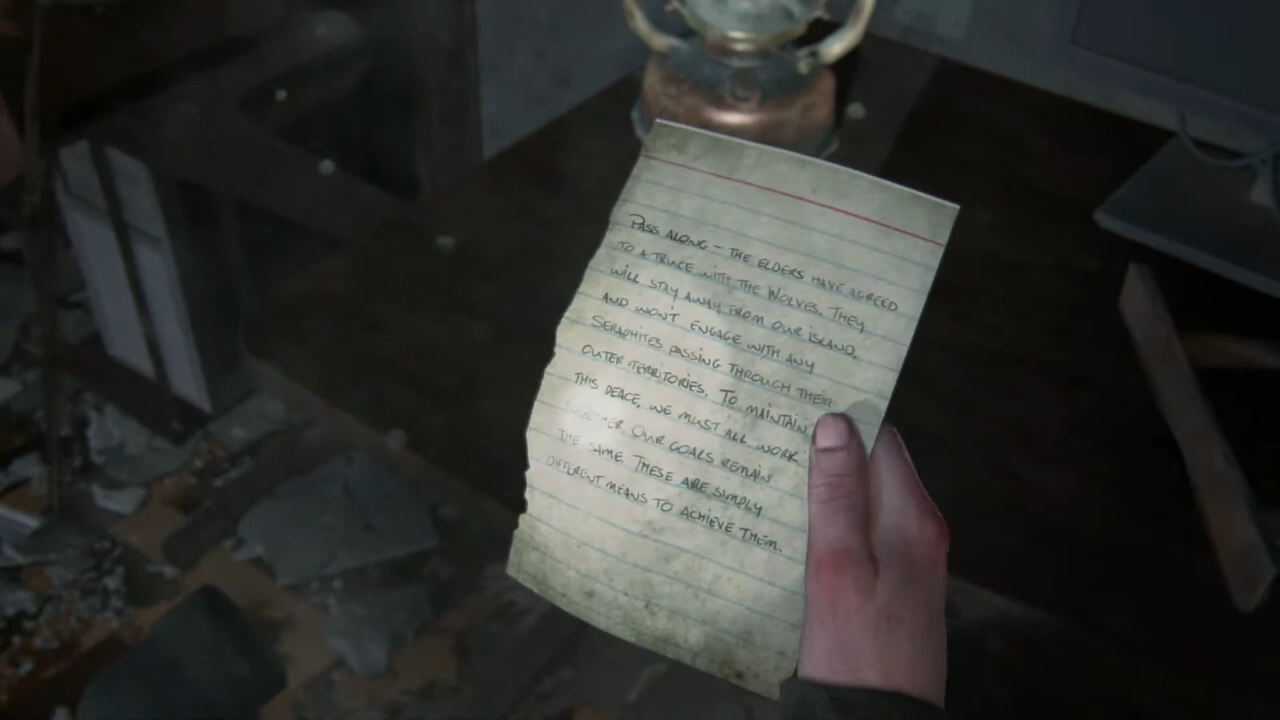 PASS ALONG - THE ELDERS HAVE AGREED
TO A TRUCE WITH THE WOLVES. THEY
WILL STAY AWAY FROM OUR ISLAND,
AND WON'T ENGAGE WITH ANY
SERAPHITES PASSING THROUGH THEIR
OUTER TERRITORIES. TO MAINTAIN
THIS PEACE, WE MUST ALL WORK
TOGETHER. OUR GOALS REMAIN
THE SAME. THESE ARE SIMPLY
DIFFERENT MEANS TO ACHIEVE THEM.